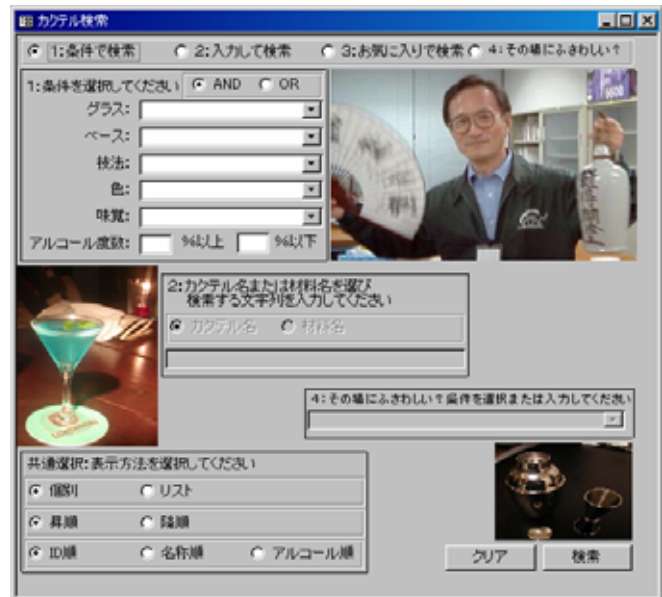 カクテル検索
1:条件で検索 2:入力して検索 3:お気に入りで検索 4:その場にふさわしい?
1:条件を選択してください AND OR
グラス:
ベース:
技法:
色:
味覚:
アルコール度数: %以上 %以下
2:カクテル名または材料名を選び
検索する文字列を入力してください
カクテル名 材料名
4:その場にふさわしい?条件を選択または入力してください
共通選択:表示方法を選択してください
個別 リスト
昇順 降順
ID順 名称順 アルコール順
クリア 検索